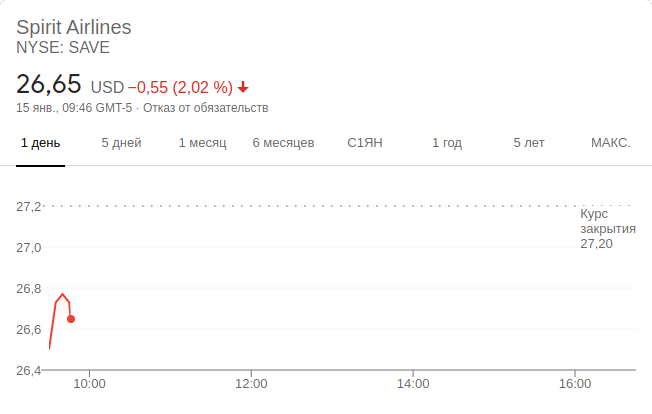 Spirit Airlines
NYSE: SAVE
26,65 USD −0,55 (2,02 %)
15 янв., 09:46 GMT-5 · Отказ от обязательств
1 день 5 дней 1 месяц 6 месяцев С1ЯН 1 год 5 лет МАКС.
27,2
Курс
закрытия
27,0 27,20
26,8
26,6
26,4
10:00 12:00 14:00 16:00